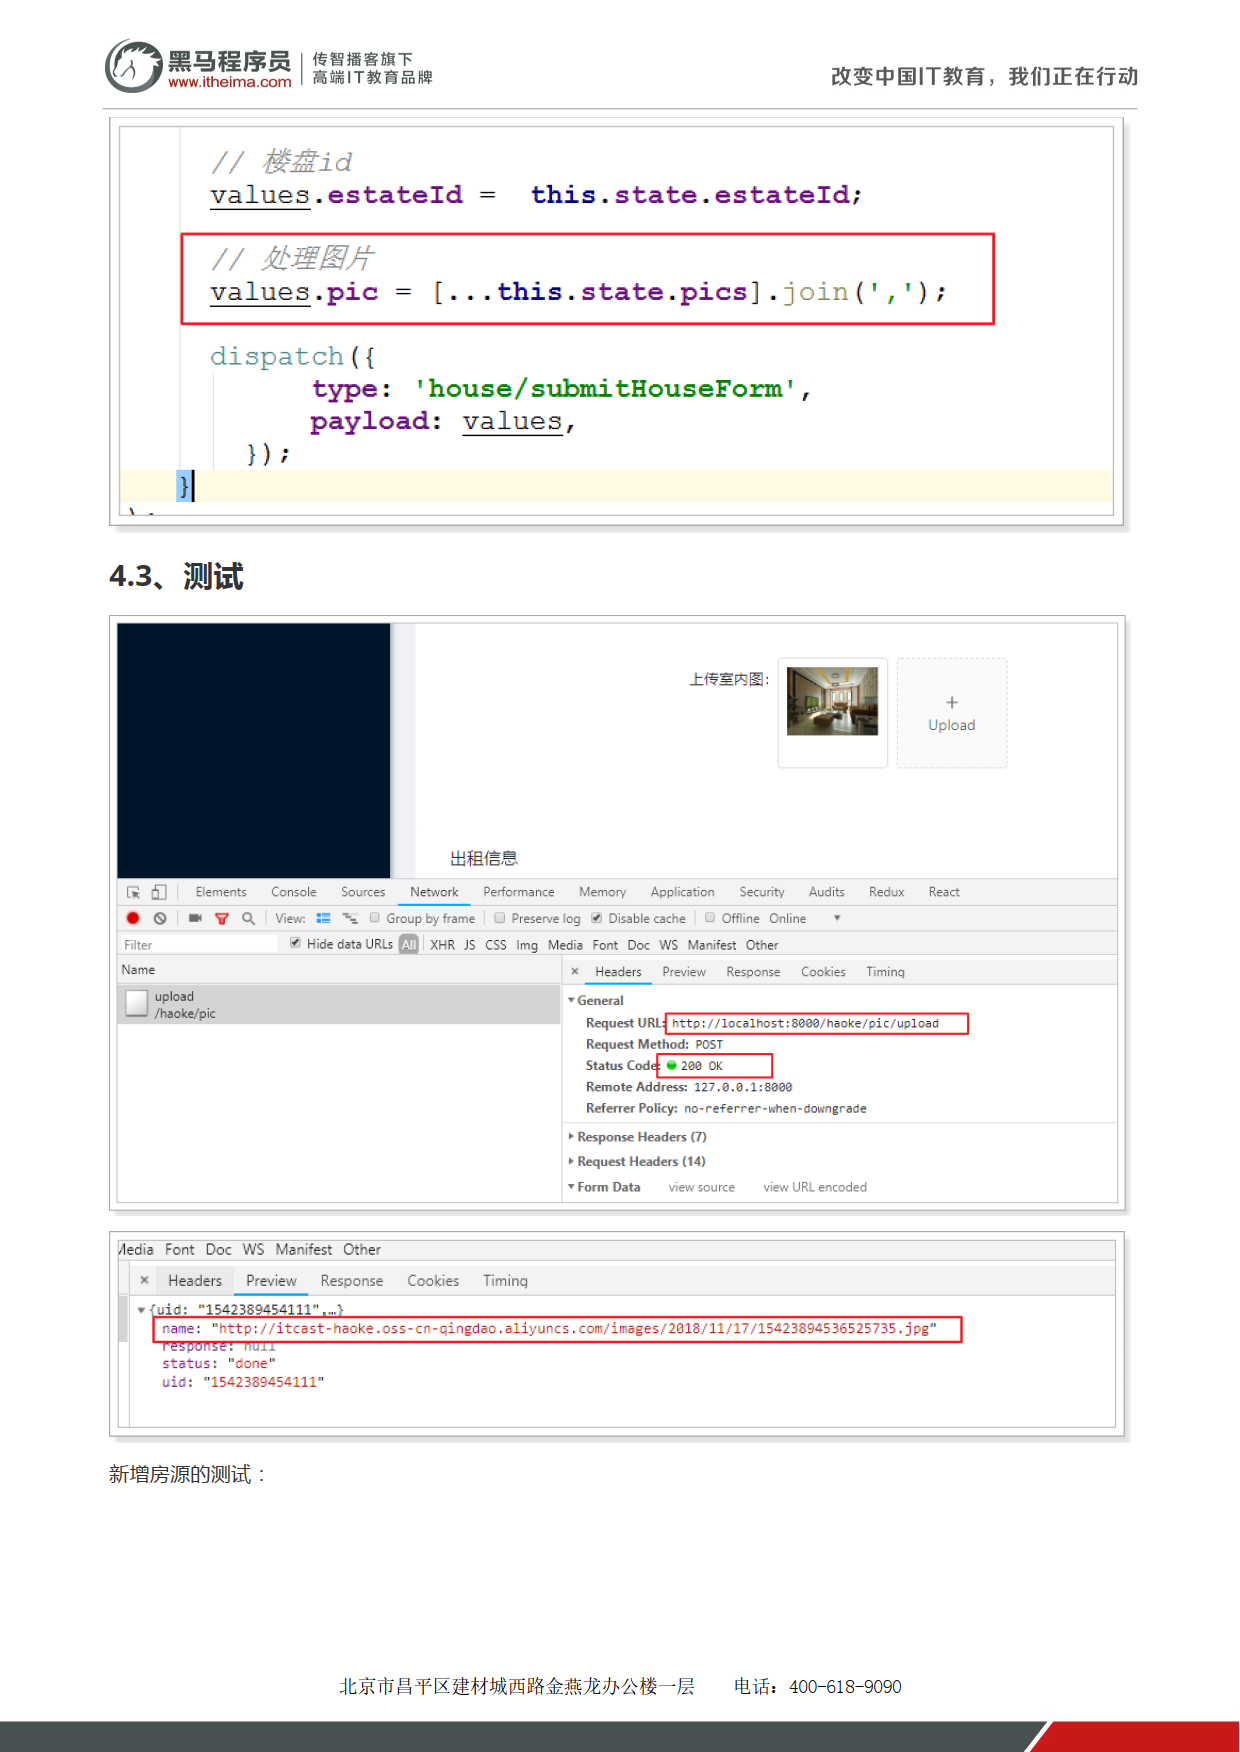 黑马程序员
www.itheima.com
传智播客旗下
高端IT教育品牌
改变中国IT教育，我们正在行动
// 楼盘id
values.estateId =  this.state.estateId;
// 处理图片
values.pic = [...this.state.pics].join(',');
dispatch({
type: 'house/submitHouseForm',
payload: values,
});
}
4.3、测试
上传室内图:
+
Upload
出租信息
Elements Console Sources Network Performance Memory Application Security Audits Redux React
View: Group by frame Preserve log Disable cache Offline Online
Filter Hide data URLs All XHR JS CSS Img Media Font Doc WS Manifest Other
Name
× Headers Preview Response Cookies Timing
upload
/haoke/pic
General
Request URL: http://localhost:8000/haoke/pic/upload
Request Method: POST
Status Code: 200 OK
Remote Address: 127.0.0.1:8000
Referrer Policy: no-referrer-when-downgrade
Response Headers (7)
Request Headers (14)
Form Data view source view URL encoded
Media Font Doc WS Manifest Other
× Headers Preview Response Cookies Timing
{uid: "1542389454111",…}
name: "http://itcast-haoke.oss-cn-qingdao.aliyuncs.com/images/2018/11/17/15423894536525735.jpg"
response: null
status: "done"
uid: "1542389454111"
新增房源的测试：
北京市昌平区建材城西路金燕龙办公楼一层 电话：400-618-9090